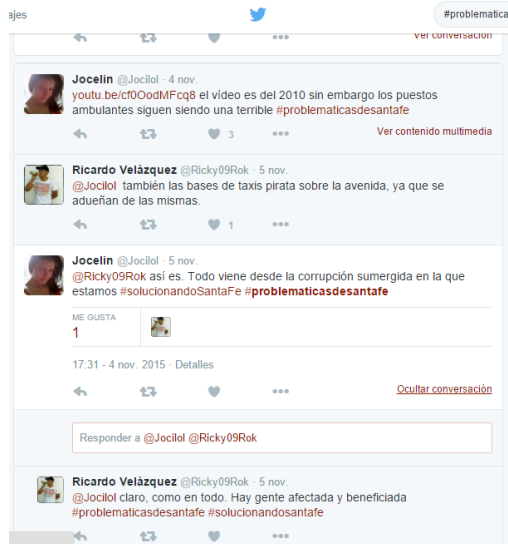 ajes
#problematica
Ver conversación
Jocelin @Jocilol · 4 nov.
youtu.be/cf0OodMFcq8 el vídeo es del 2010 sin embargo los puestos
ambulantes siguen siendo una terrible #problematicasdesantafe
3
Ver contenido multimedia
Ricardo Velázquez @Ricky09Rok · 5 nov.
@Jocilol también las bases de taxis pirata sobre la avenida, ya que se
adueñan de las mismas.
1
Jocelin @Jocilol · 5 nov.
@Ricky09Rok así es. Todo viene desde la corrupción sumergida en la que
estamos #solucionandoSantaFe #problematicasdesantafe
ME GUSTA
1
17:31 - 4 nov. 2015 · Detalles
Ocultar conversación
Responder a @Jocilol @Ricky09Rok
Ricardo Velázquez @Ricky09Rok · 5 nov.
@Jocilol claro, como en todo. Hay gente afectada y beneficiada
#problematicasdesantafe #solucionandosantafe